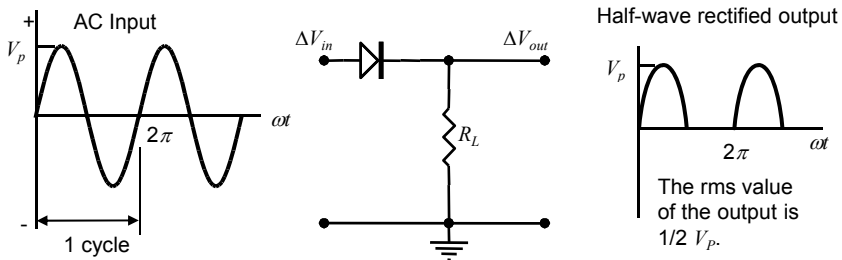 +
AC Input
V_p
ωt
2π
-
1 cycle
ΔV_in
ΔV_out
R_L
Half-wave rectified output
V_p
2π
ωt
The rms value
of the output is
1/2 V_P.